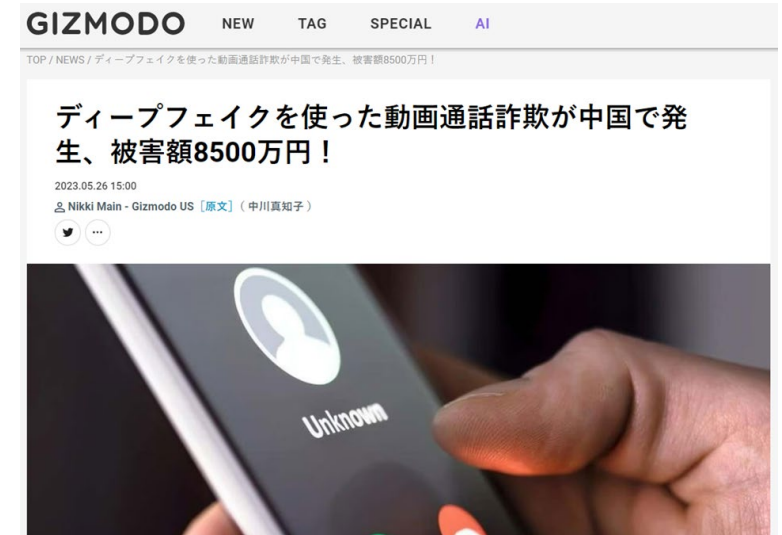 GIZMODO NEW TAG SPECIAL AI
TOP / NEWS / ディープフェイクを使った動画通話詐欺が中国で発生、被害額8500万円！
ディープフェイクを使った動画通話詐欺が中国で発
生、被害額8500万円！
2023.05.26 15:00
Nikki Main - Gizmodo US［原文］（ 中川真知子 ）
Unknown